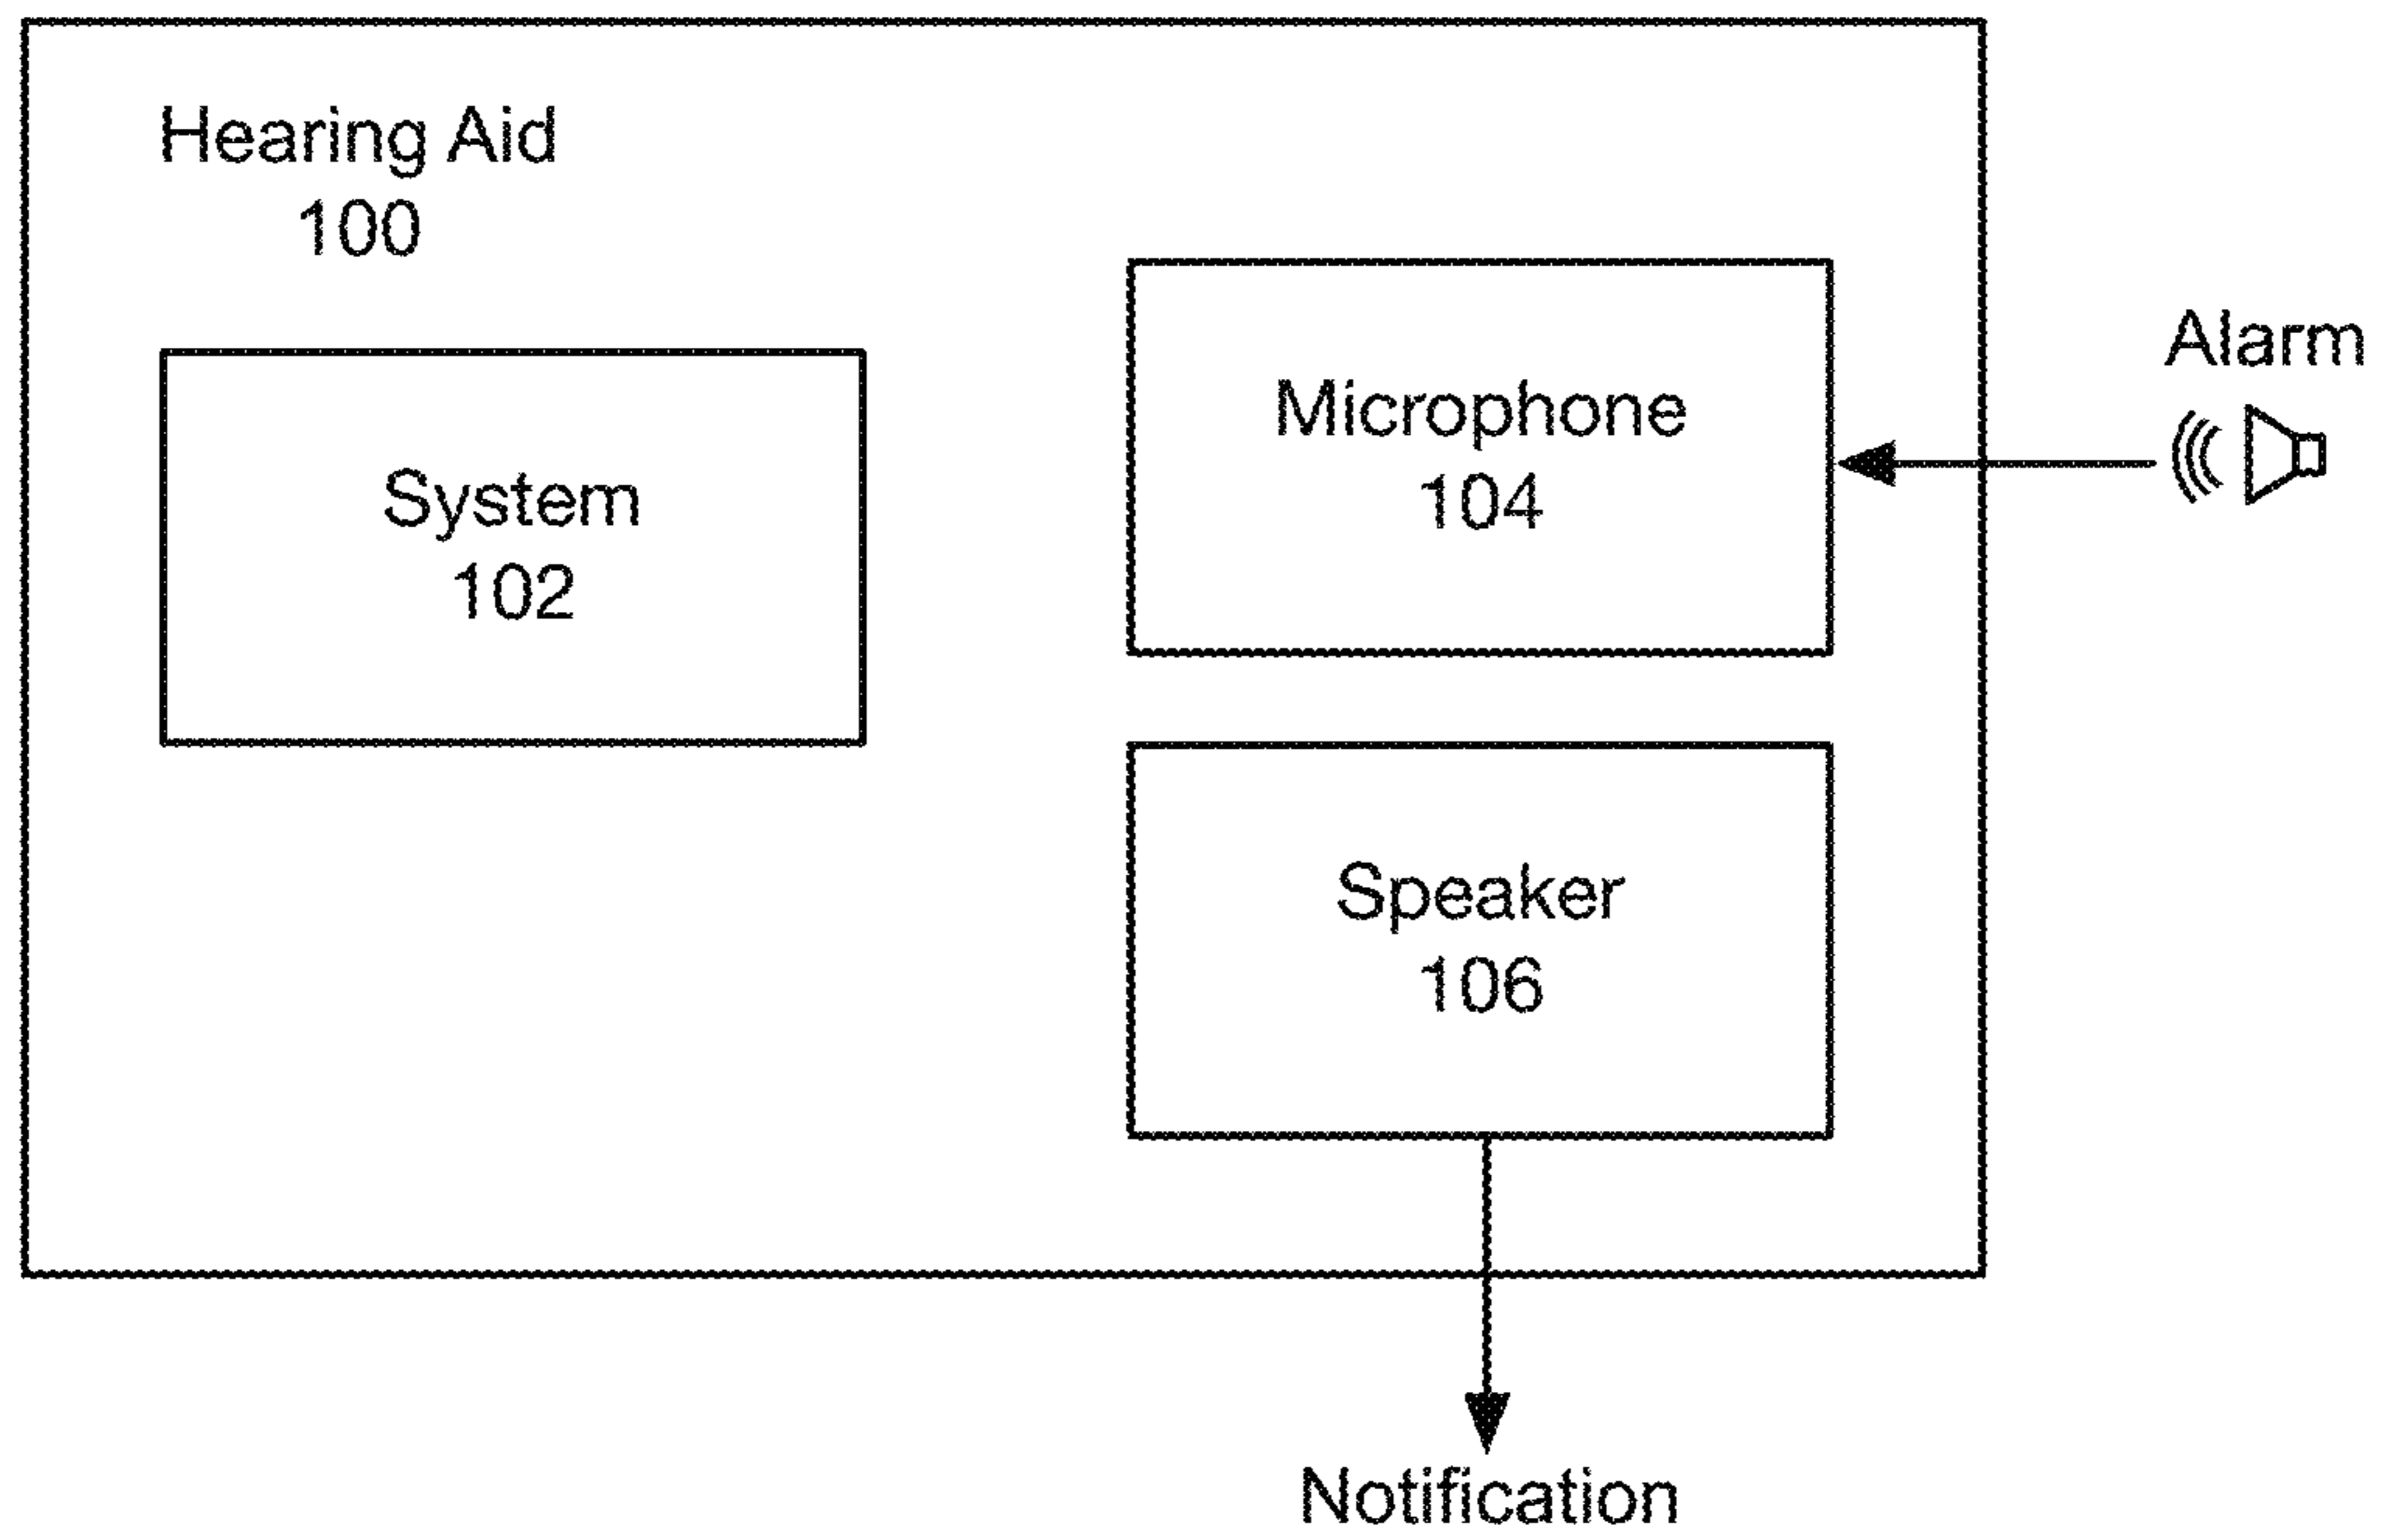 Hearing Aid
100
System
102
Microphone
104
Alarm
Speaker
106
Notification